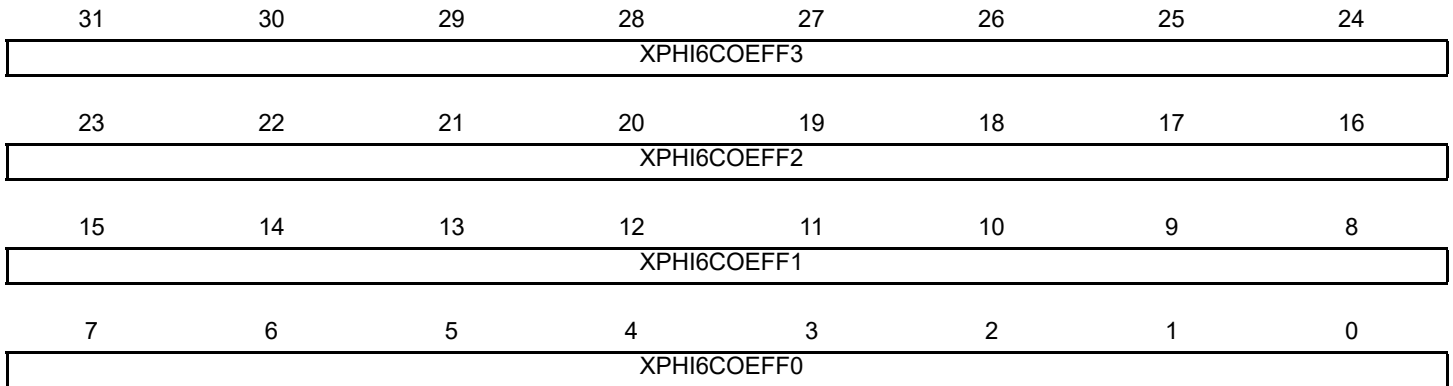 31 30 29 28 27 26 25 24
XPHI6COEFF3
23 22 21 20 19 18 17 16
XPHI6COEFF2
15 14 13 12 11 10 9 8
XPHI6COEFF1
7 6 5 4 3 2 1 0
XPHI6COEFF0